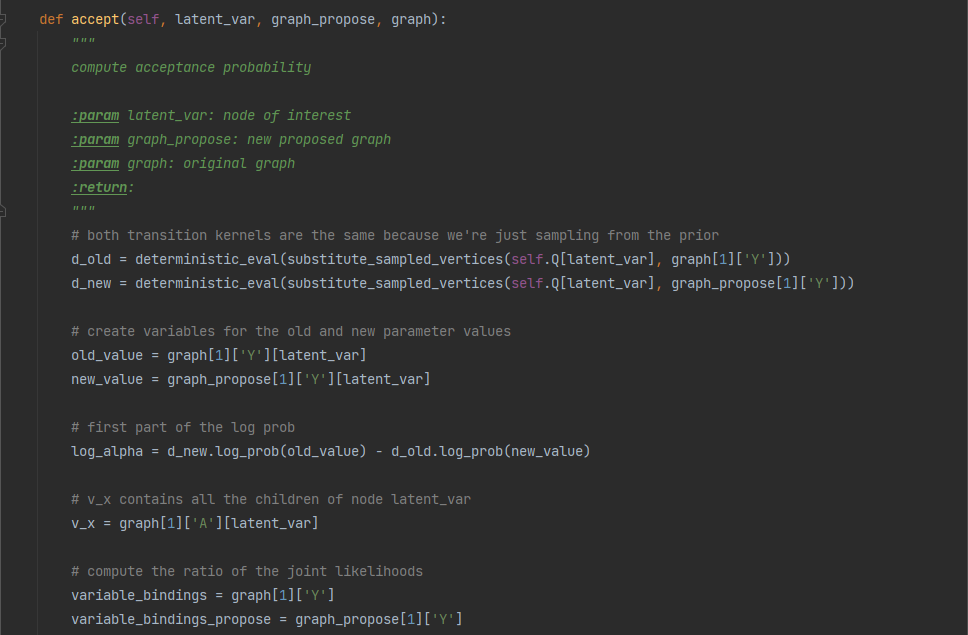 def accept(self, latent_var, graph_propose, graph):
"""
compute acceptance probability
:param latent_var: node of interest
:param graph_propose: new proposed graph
:param graph: original graph
:return:
"""
# both transition kernels are the same because we're just sampling from the prior
d_old = deterministic_eval(substitute_sampled_vertices(self.Q[latent_var], graph[1]['Y']))
d_new = deterministic_eval(substitute_sampled_vertices(self.Q[latent_var], graph_propose[1]['Y']))
# create variables for the old and new parameter values
old_value = graph[1]['Y'][latent_var]
new_value = graph_propose[1]['Y'][latent_var]
# first part of the log prob
log_alpha = d_new.log_prob(old_value) - d_old.log_prob(new_value)
# v_x contains all the children of node latent_var
v_x = graph[1]['A'][latent_var]
# compute the ratio of the joint likelihoods
variable_bindings = graph[1]['Y']
variable_bindings_propose = graph_propose[1]['Y']